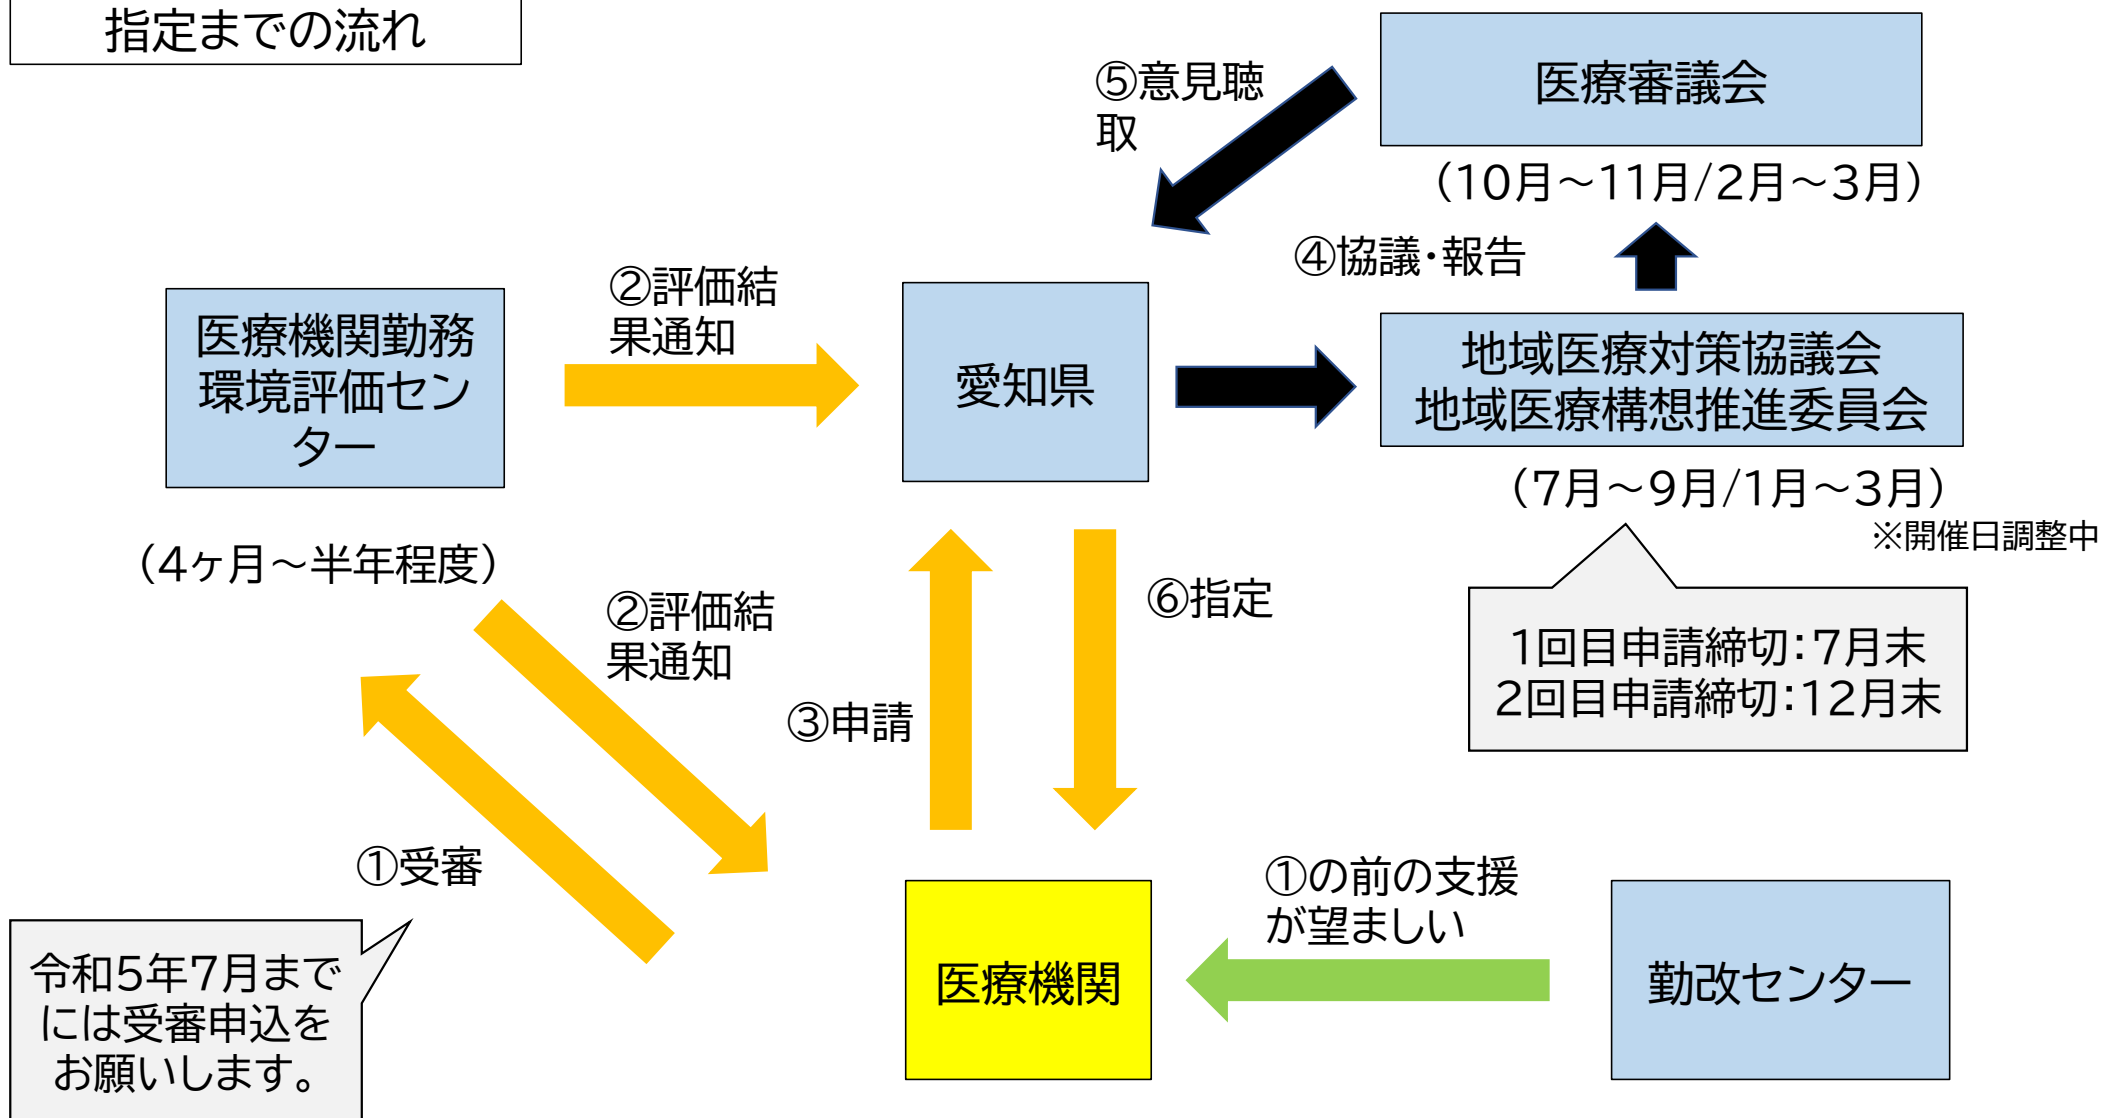 指定までの流れ
⑤意見聴
取
医療審議会
（10月～11月/2月～3月）
④協議・報告
②評価結
果通知
医療機関勤務
環境評価セン
ター
愛知県
地域医療対策協議会
地域医療構想推進委員会
（7月～9月/1月～3月）
※開催日調整中
（4ヶ月～半年程度）
②評価結
果通知
⑥指定
1回目申請締切：7月末
2回目申請締切：12月末
③申請
①受審
①の前の支援
が望ましい
令和5年7月まで
には受審申込を
お願いします。
医療機関
勤改センター